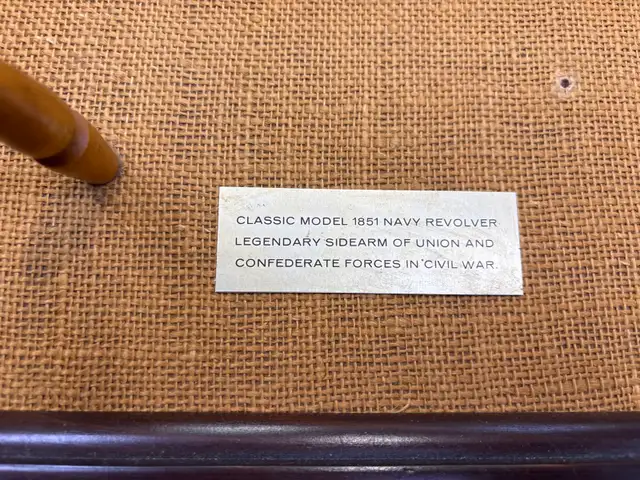 CLASSIC MODEL 1851 NAVY REVOLVER
LEGENDARY SIDEARM OF UNION AND
CONFEDERATE FORCES IN CIVIL WAR.